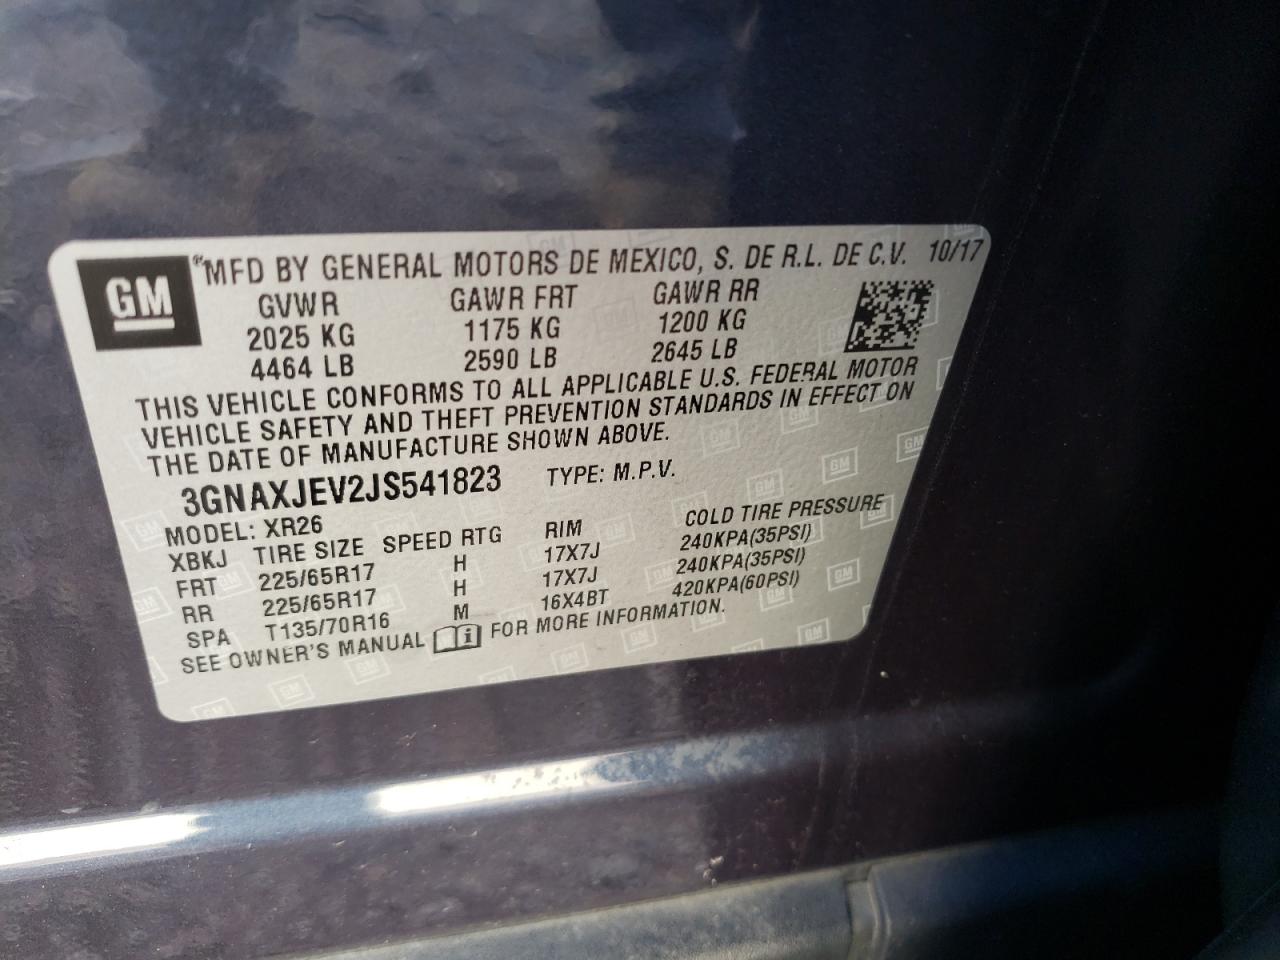 GM
®MFD BY GENERAL MOTORS DE MEXICO, S. DE R.L. DE C.V. 10/17
GVWR GAWR FRT GAWR RR
2025 KG 1175 KG 1200 KG
4464 LB 2590 LB 2645 LB
THIS VEHICLE CONFORMS TO ALL APPLICABLE U.S. FEDERAL MOTOR
VEHICLE SAFETY AND THEFT PREVENTION STANDARDS IN EFFECT ON
THE DATE OF MANUFACTURE SHOWN ABOVE.
3GNAXJEV2JS541823 TYPE: M.P.V.
MODEL: XR26
XBKJ TIRE SIZE SPEED RTG RIM COLD TIRE PRESSURE
FRT 225/65R17 H 17X7J 240KPA(35PSI)
RR 225/65R17 H 17X7J 240KPA(35PSI)
SPA T135/70R16 M 16X4BT 420KPA(60PSI)
SEE OWNER'S MANUAL FOR MORE INFORMATION.